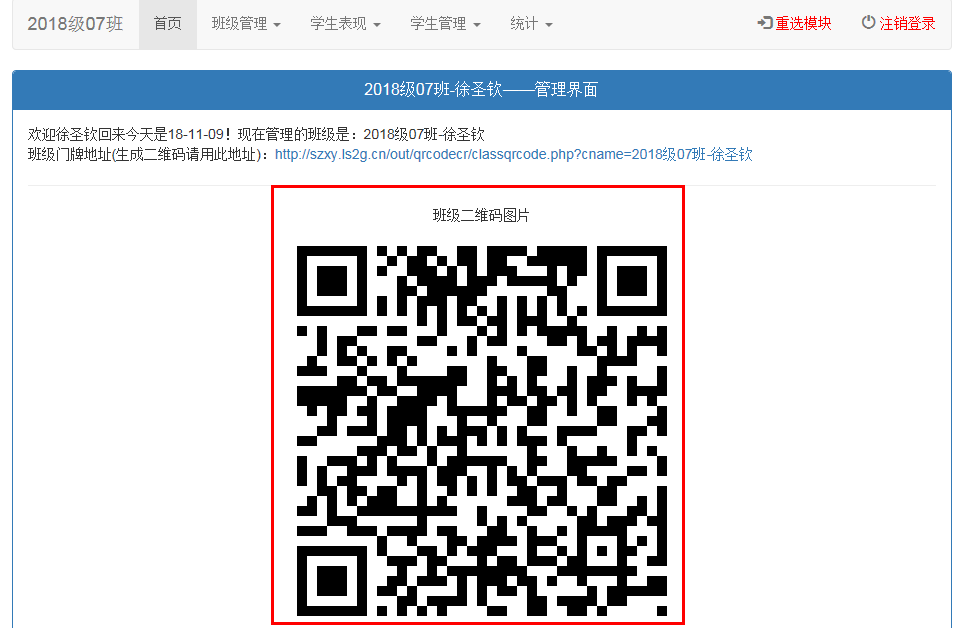 2018级07班 首页 班级管理 学生表现 学生管理 统计 重选模块 注销登录
2018级07班-徐圣钦——管理界面
欢迎徐圣钦回来今天是18-11-09！现在管理的班级是：2018级07班-徐圣钦
班级门牌地址(生成二维码请用此地址)：http://szxy.ls2g.cn/out/qrcodecr/classqrcode.php?cname=2018级07班-徐圣钦
班级二维码图片